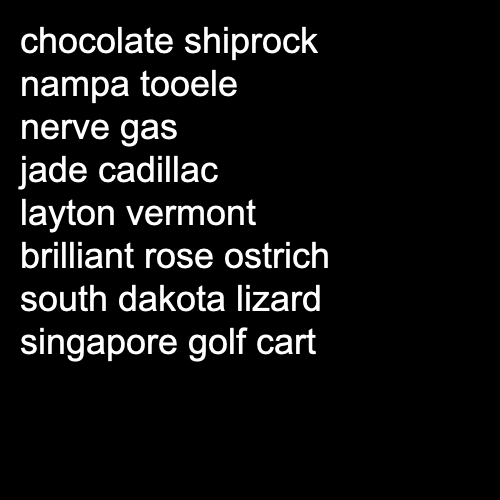 chocolate shiprock
nampa tooele
nerve gas
jade cadillac
layton vermont
brilliant rose ostrich
south dakota lizard
singapore golf cart